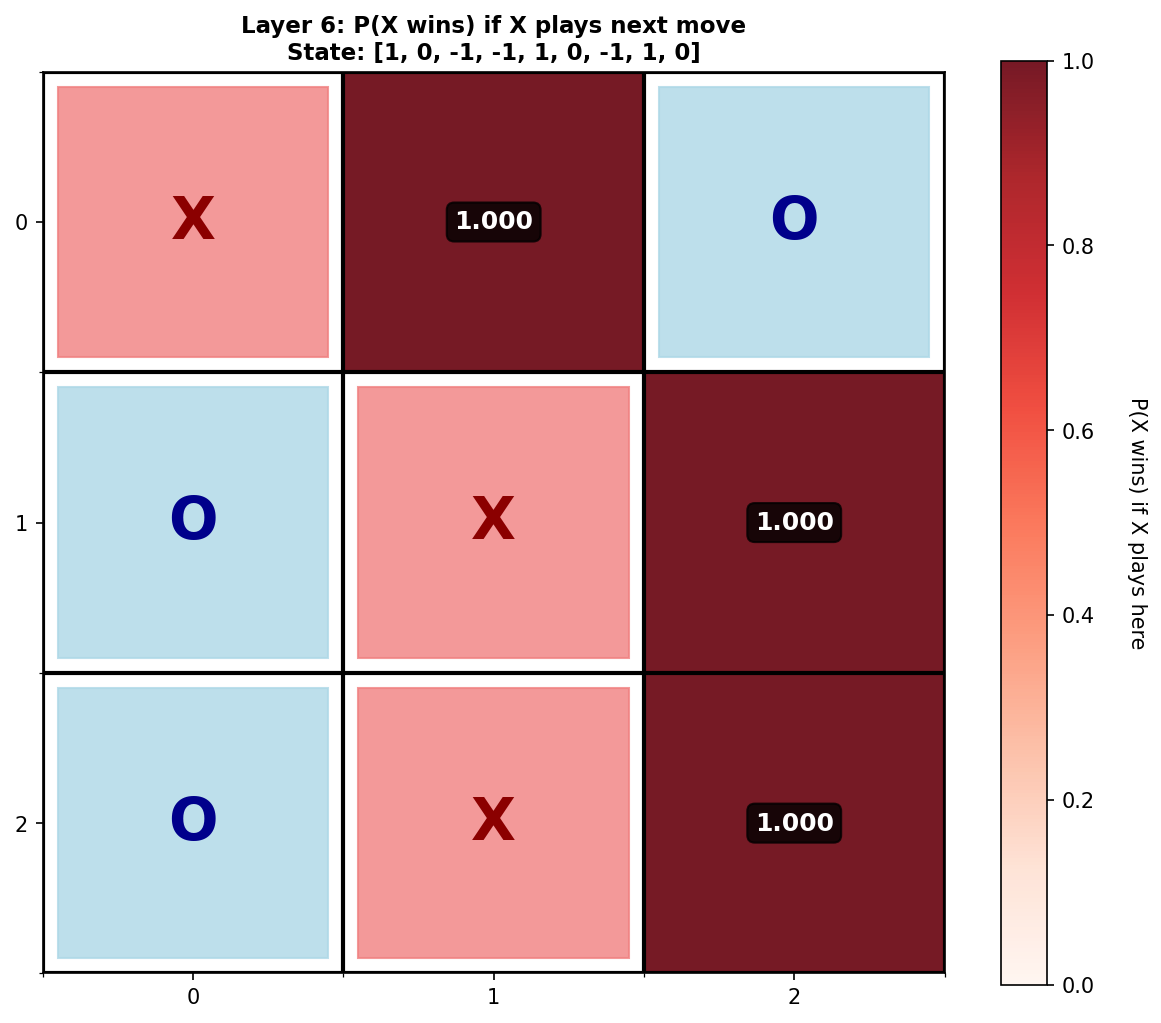 Layer 6: P(X wins) if X plays next move
State: [1, 0, -1, -1, 1, 0, -1, 1, 0]
X
1.000
O
O
X
1.000
O
X
1.000
0
1
2
0
1
2
1.0
0.8
0.6
0.4
0.2
0.0
P(X wins) if X plays here